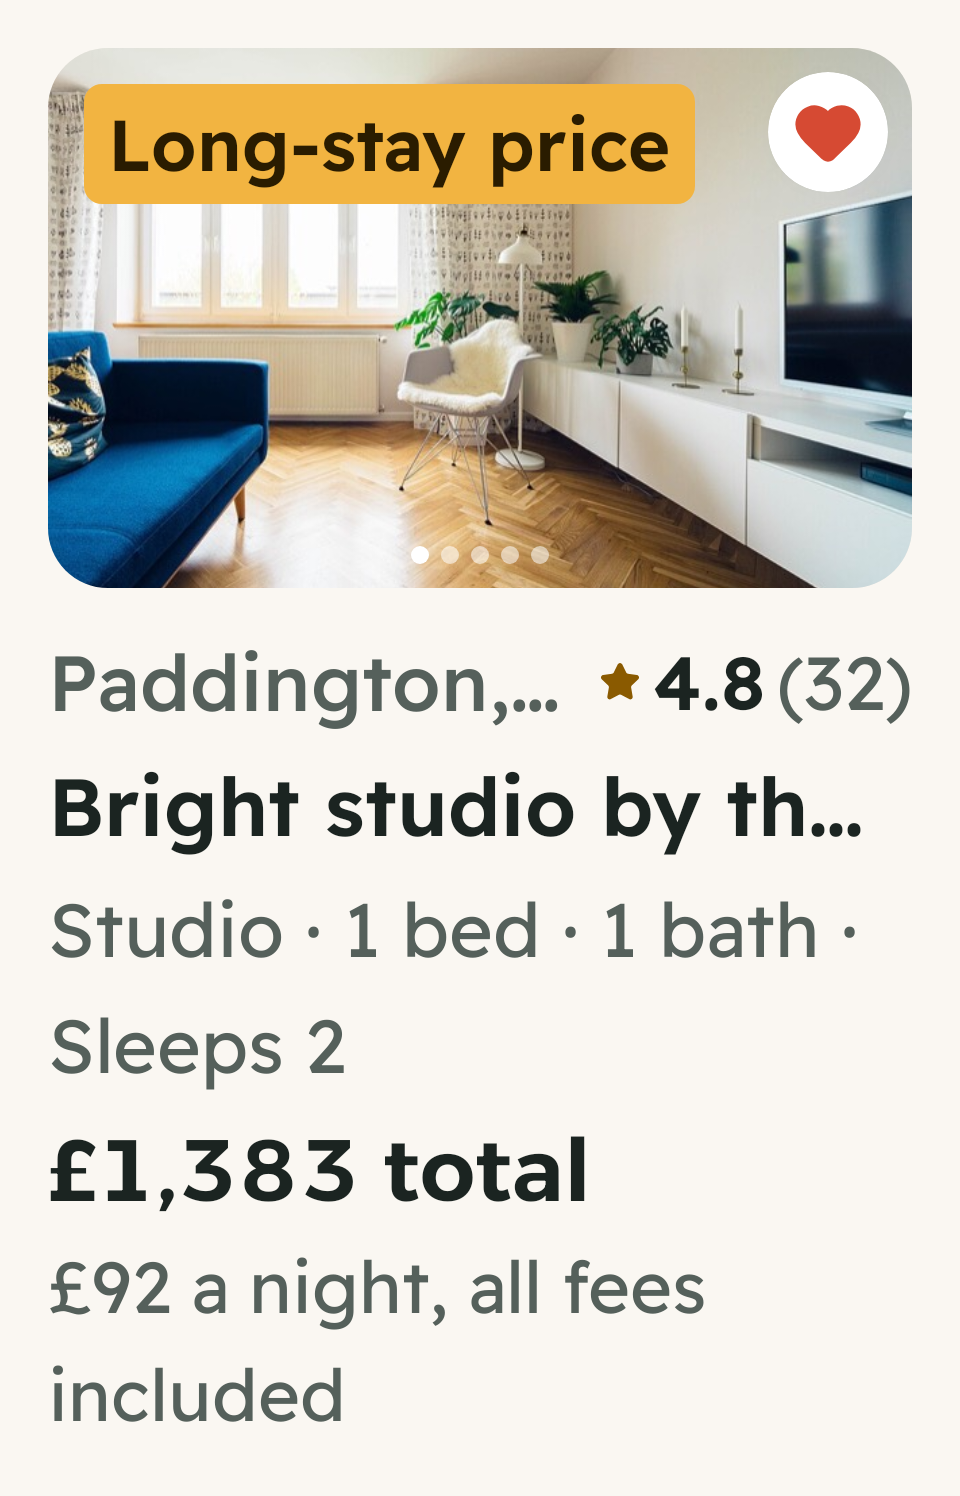 Long-stay price
Paddington,… 4.8 (32)
Bright studio by th…
Studio · 1 bed · 1 bath ·
Sleeps 2
£1,383 total
£92 a night, all fees
included